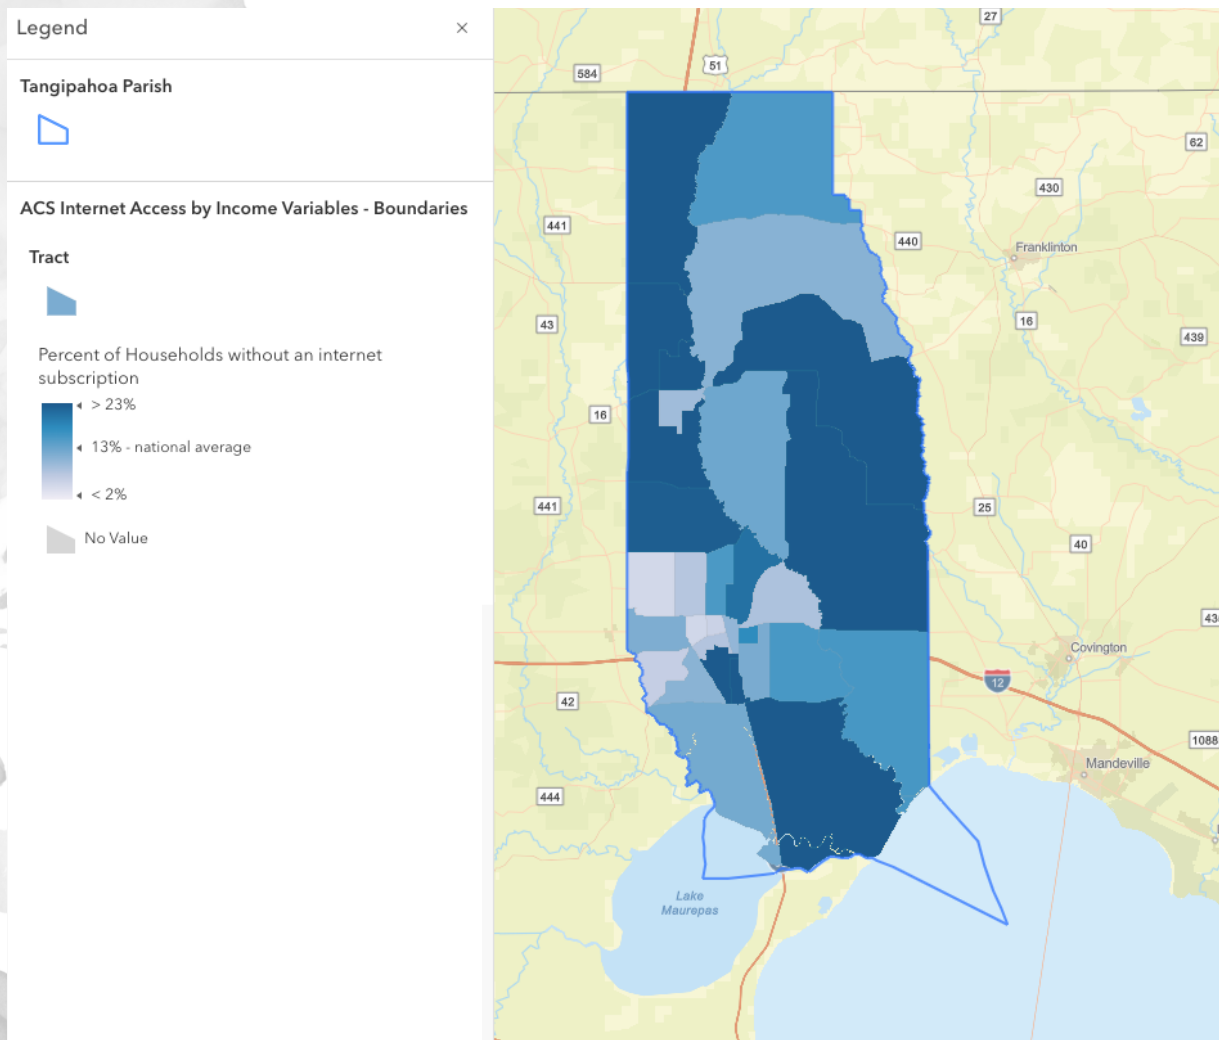 Legend
×
Tangipahoa Parish
ACS Internet Access by Income Variables - Boundaries
Tract
Percent of Households without an internet
subscription
> 23%
13% - national average
< 2%
No Value
27
51
584
62
430
441
440
Franklinton
43
16
439
16
441
25
40
43
Covington
12
42
1088
Mandeville
444
Lake
Maurepas